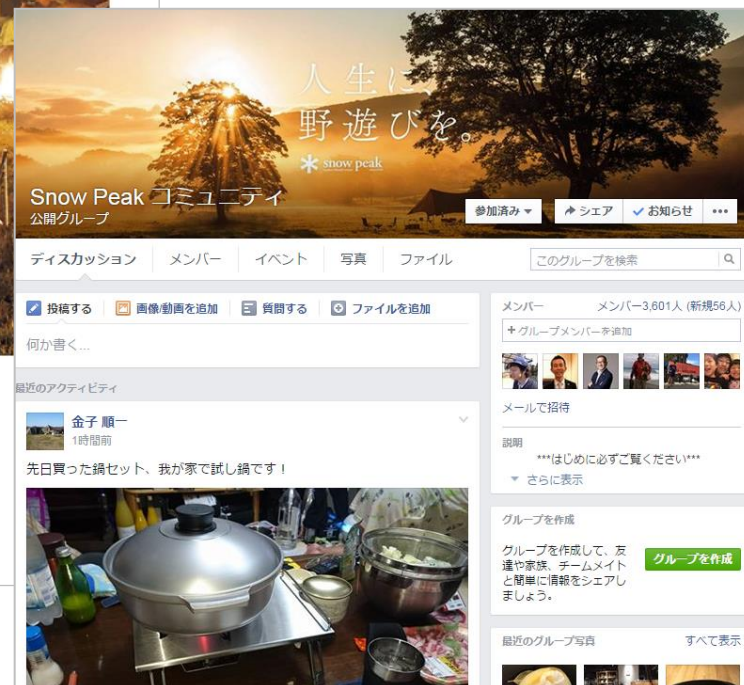 人生に、
野遊びを。
snow peak
Snow Peak コミュニティ
公開グループ
参加済み
シェア
お知らせ
ディスカッション
メンバー
イベント
写真
ファイル
このグループを検索
投稿する
画像/動画を追加
質問する
ファイルを追加
何か書く...
最近のアクティビティ
金子 順一
1時間前
先日買った鍋セット、我が家で試し鍋です！
メンバー
メンバー3,601人 (新規56人)
+グループメンバーを追加
メールで招待
説明
***はじめに必ずご覧ください***
さらに表示
グループを作成
グループを作成して、友
達や家族、チームメイト
と簡単に情報をシェアし
ましょう。
グループを作成
最近のグループ写真
すべて表示